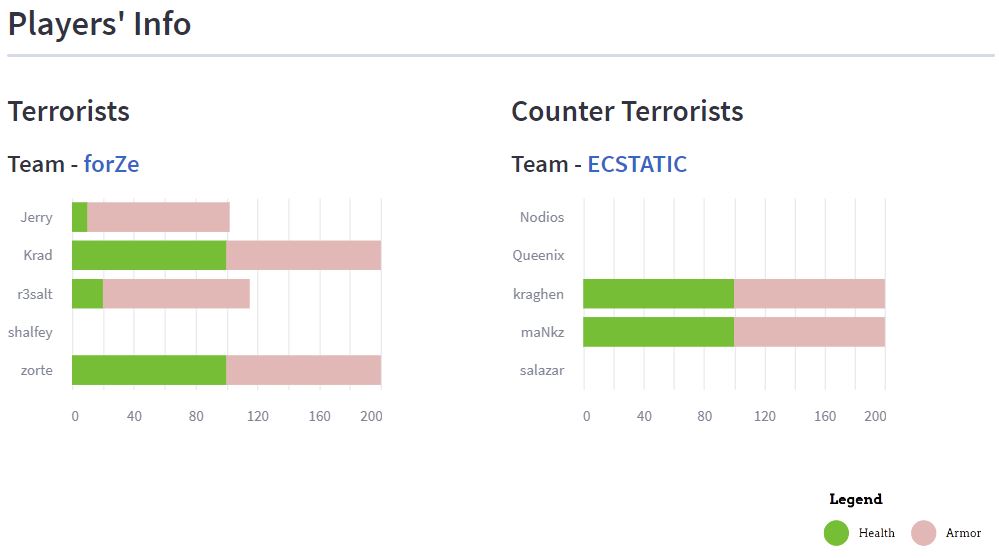 Players' Info
Terrorists
Team - forZe
Jerry
Krad
r3salt
shalfey
zorte
0 40 80 120 160 200
Counter Terrorists
Team - ECSTATIC
Nodios
Queenix
kraghen
maNkz
salazar
0 40 80 120 160 200
Legend
Health Armor